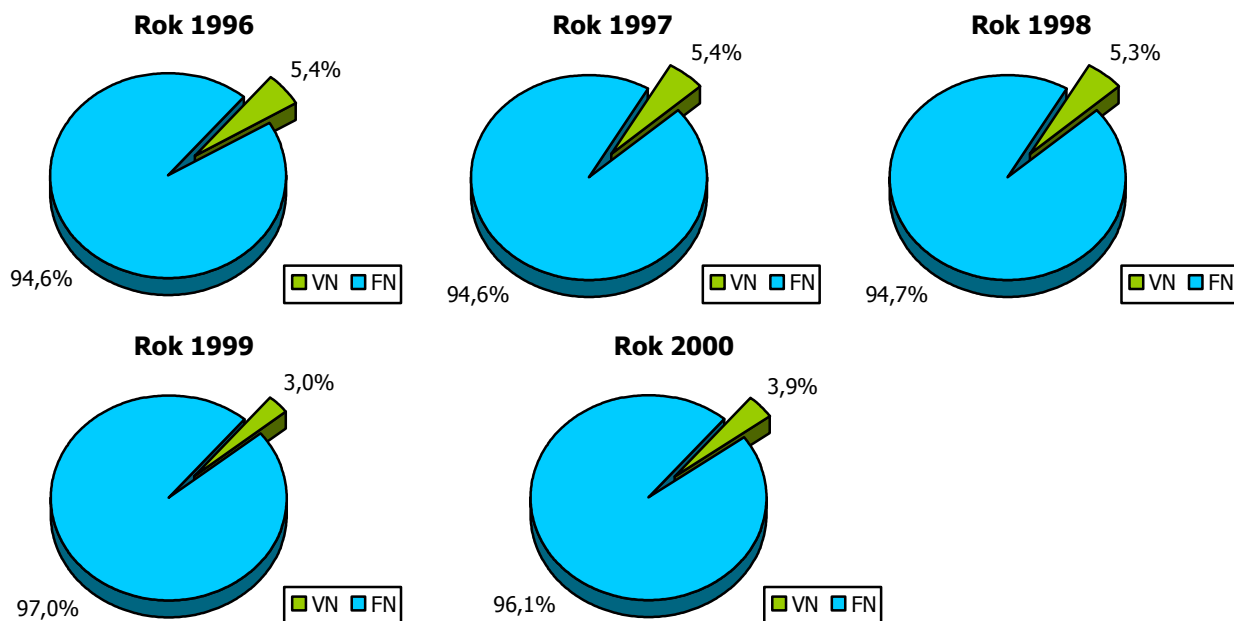 Rok 1996
5,4%
94,6%
VN FN
Rok 1997
5,4%
94,6%
VN FN
Rok 1998
5,3%
94,7%
VN FN
Rok 1999
3,0%
97,0%
VN FN
Rok 2000
3,9%
96,1%
VN FN